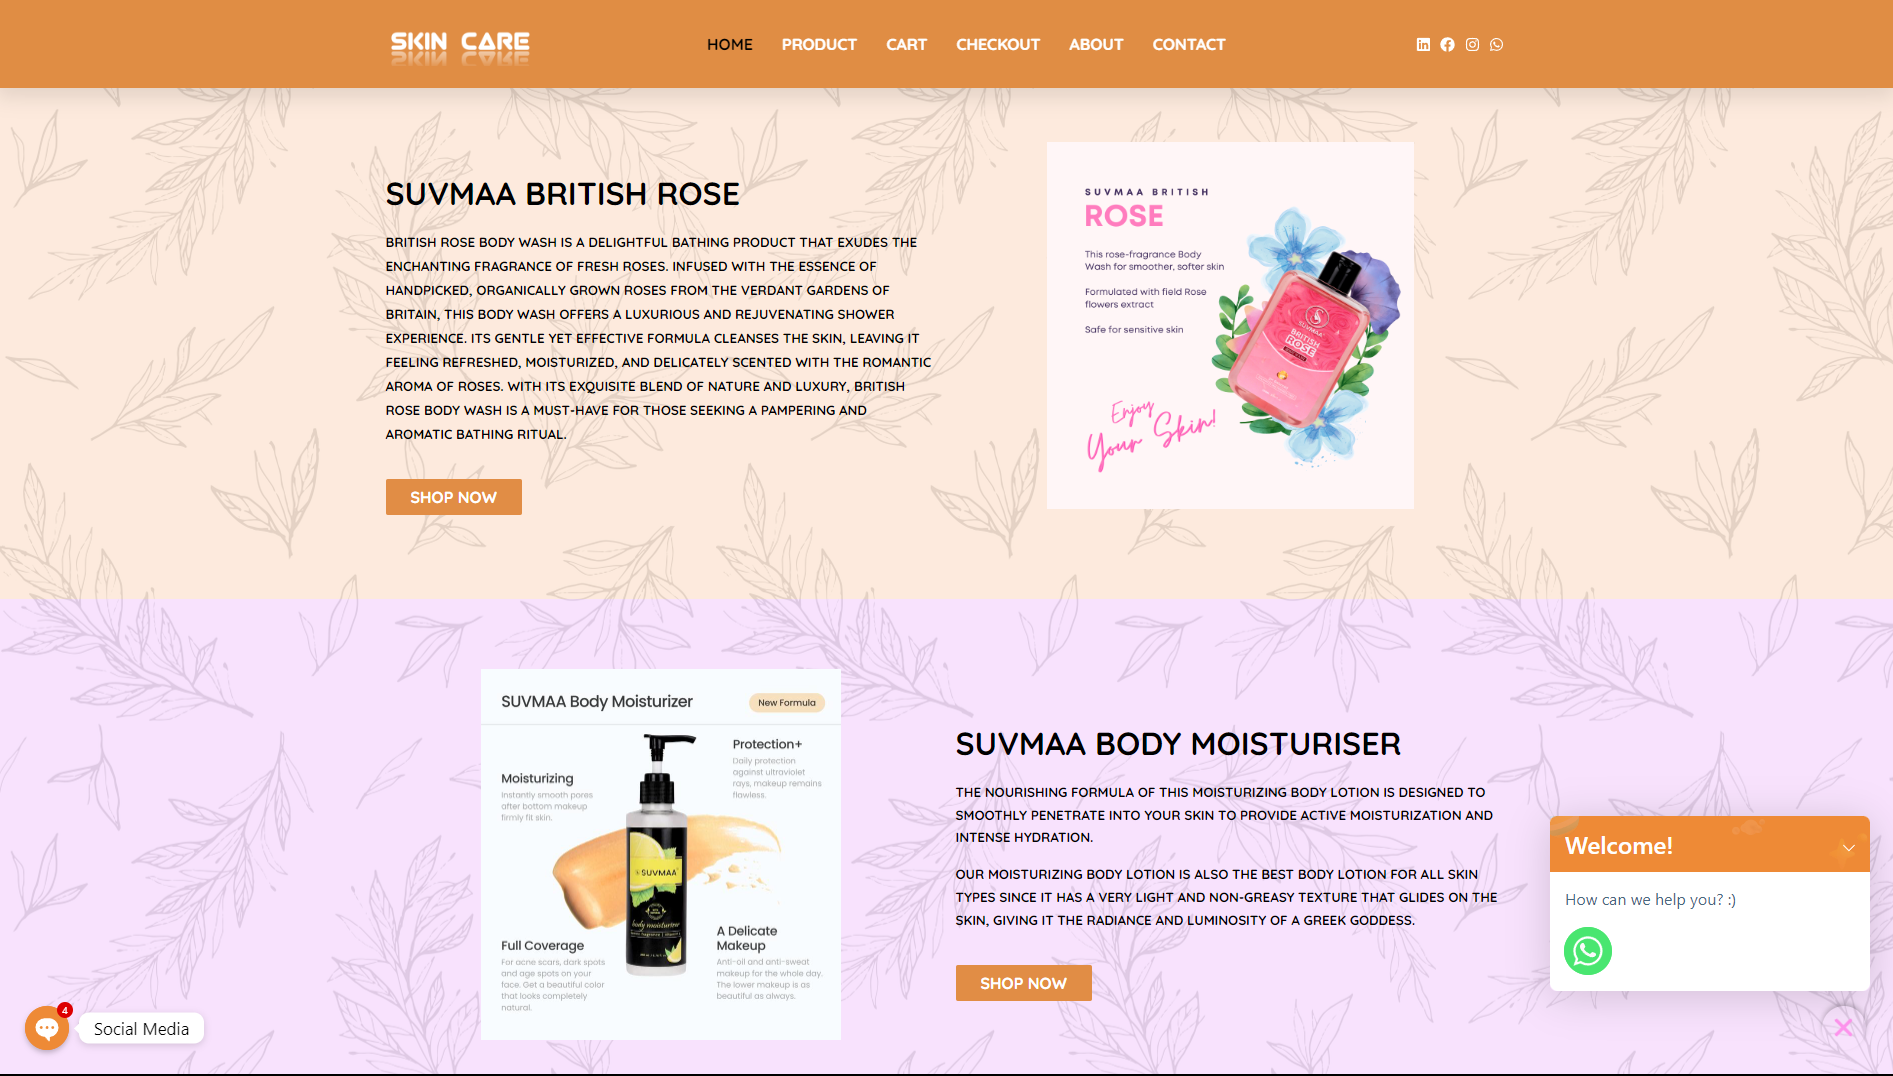 SKIN CARE
HOME PRODUCT CART CHECKOUT ABOUT CONTACT
SUVMAA BRITISH ROSE
BRITISH ROSE BODY WASH IS A DELIGHTFUL BATHING PRODUCT THAT EXUDES THE
ENCHANTING FRAGRANCE OF FRESH ROSES. INFUSED WITH THE ESSENCE OF
HANDPICKED, ORGANICALLY GROWN ROSES FROM THE VERDANT GARDENS OF
BRITAIN, THIS BODY WASH OFFERS A LUXURIOUS AND REJUVENATING SHOWER
EXPERIENCE. ITS GENTLE YET EFFECTIVE FORMULA CLEANSES THE SKIN, LEAVING IT
FEELING REFRESHED, MOISTURIZED, AND DELICATELY SCENTED WITH THE ROMANTIC
AROMA OF ROSES. WITH ITS EXQUISITE BLEND OF NATURE AND LUXURY, BRITISH
ROSE BODY WASH IS A MUST-HAVE FOR THOSE SEEKING A PAMPERING AND
AROMATIC BATHING RITUAL.
SHOP NOW
SUVMAA BRITISH
ROSE
This rose-fragrance Body
Wash for smoother, softer skin
Formulated with field Rose
flowers extract
Safe for sensitive skin
Enjoy
Your Skin!
SUVMAA
BRITISH
ROSE
SUVMAA Body Moisturizer
New Formula
Protection+
Daily protection
against ultraviolet
rays, makeup remains
flawless.
Moisturizing
Instantly smooth pores
after bottom makeup
firmly fit skin.
SUVMAA
body moisturizer
Full Coverage
For acne scars, dark spots
and age spots on your
face. Get a beautiful color
that looks completely
natural.
A Delicate
Makeup
Anti-oil and anti-sweat
makeup for the whole day.
The lower makeup is as
beautiful as always.
SUVMAA BODY MOISTURISER
THE NOURISHING FORMULA OF THIS MOISTURIZING BODY LOTION IS DESIGNED TO
SMOOTHLY PENETRATE INTO YOUR SKIN TO PROVIDE ACTIVE MOISTURIZATION AND
INTENSE HYDRATION.
OUR MOISTURIZING BODY LOTION IS ALSO THE BEST BODY LOTION FOR ALL SKIN
TYPES SINCE IT HAS A VERY LIGHT AND NON-GREASY TEXTURE THAT GLIDES ON THE
SKIN, GIVING IT THE RADIANCE AND LUMINOSITY OF A GREEK GODDESS.
SHOP NOW
Welcome!
How can we help you? :)
4
Social Media